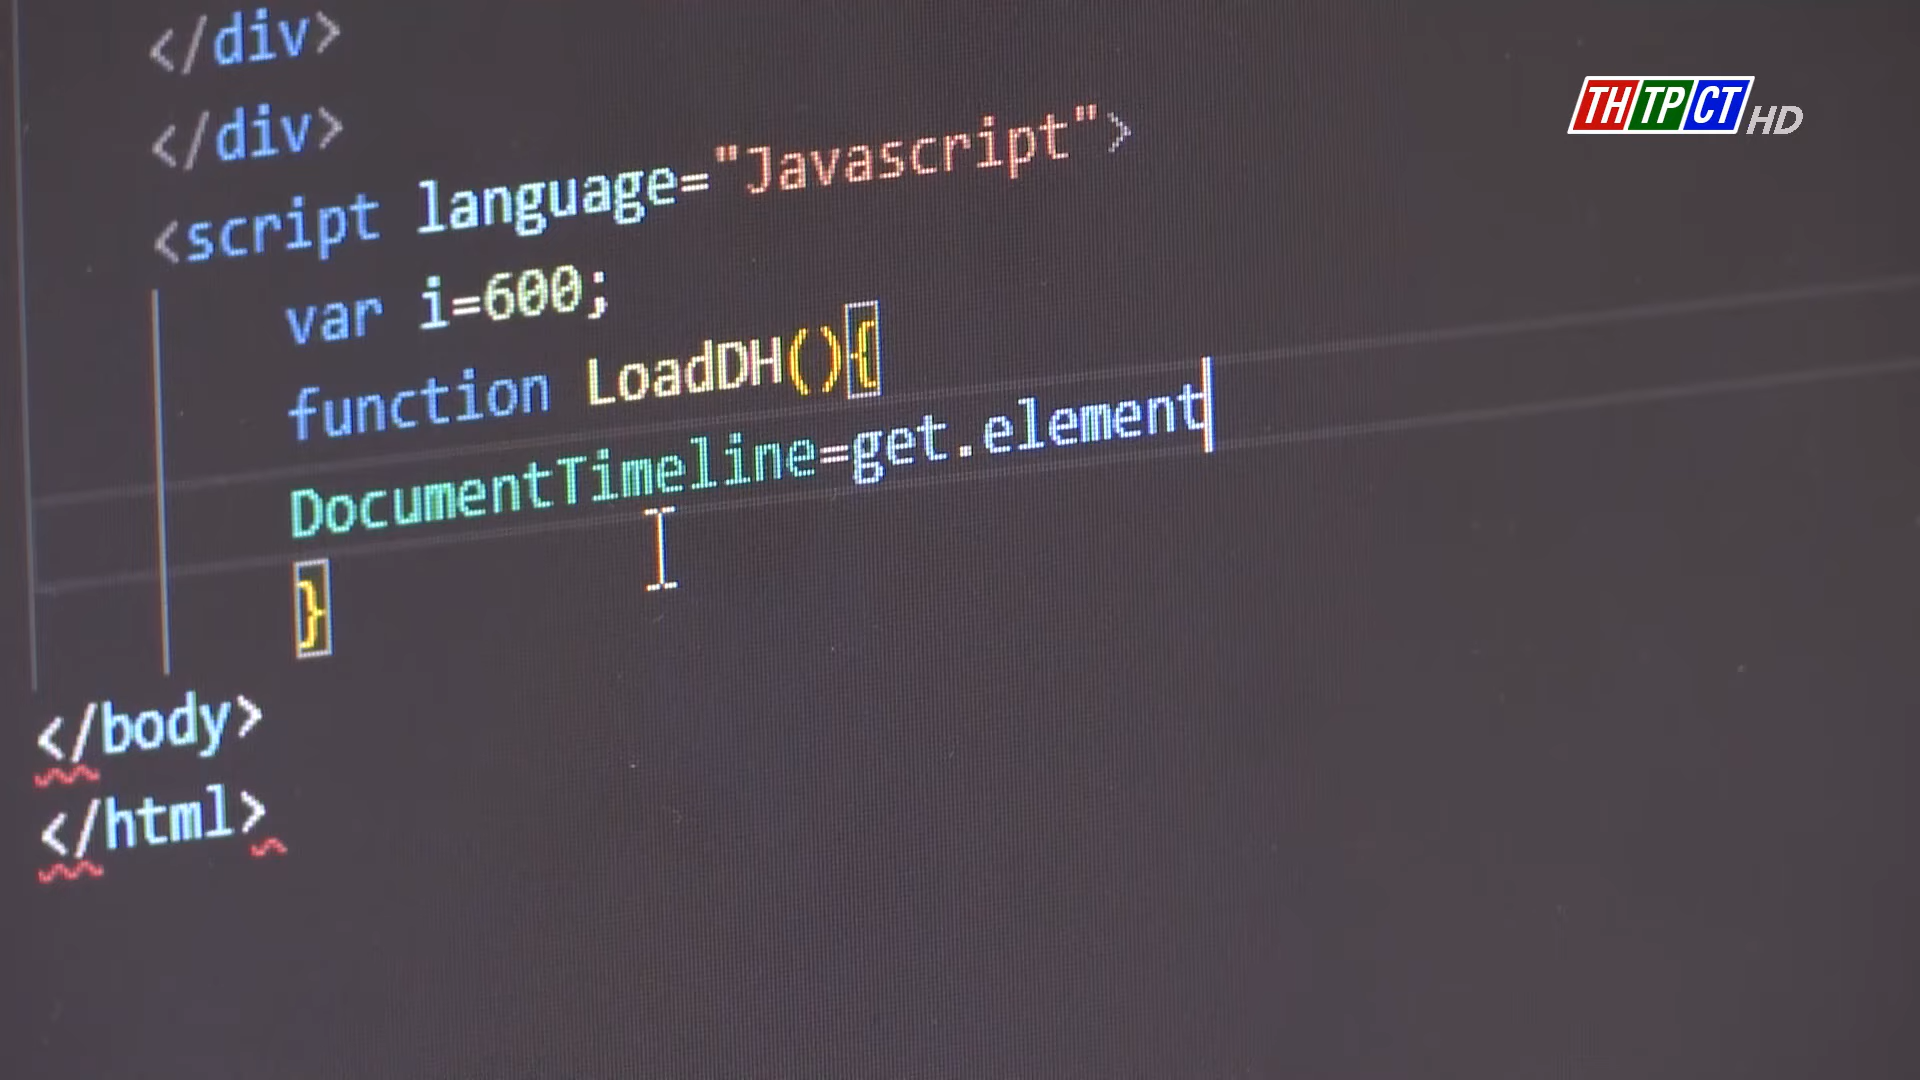 </div>
</div>
THTPCT HD
<script language="Javascript">
var i=600;
function LoadDH(){
DocumentTimeline=get.element
}
</body>
</html>